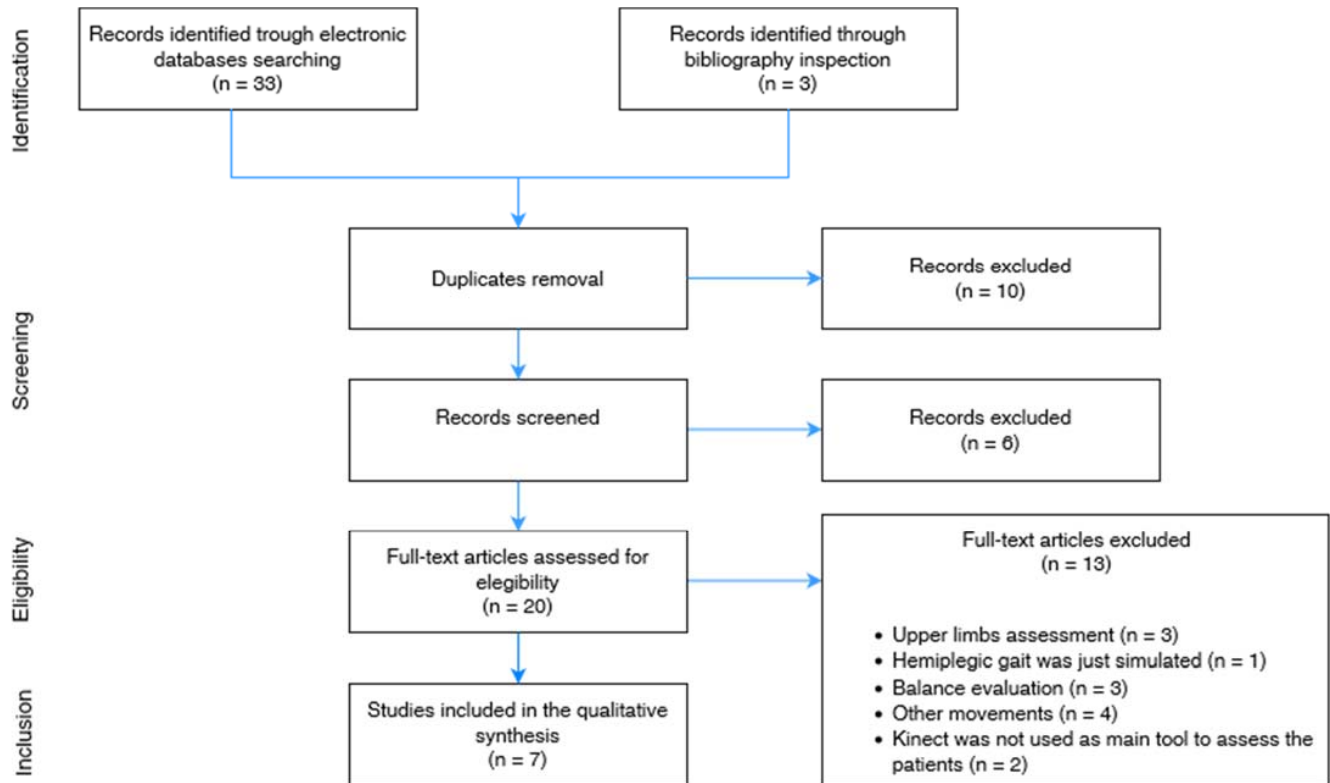 Identification
Records identified trough electronic
databases searching
(n = 33)
Records identified through
bibliography inspection
(n = 3)
Screening
Duplicates removal
Records excluded
(n = 10)
Records screened
Records excluded
(n = 6)
Eligibility
Full-text articles assessed for
elegibility
(n = 20)
Full-text articles excluded
(n = 13)
• Upper limbs assessment (n = 3)
• Hemiplegic gait was just simulated (n = 1)
• Balance evaluation (n = 3)
• Other movements (n = 4)
• Kinect was not used as main tool to assess the
patients (n = 2)
Inclusion
Studies included in the qualitative
synthesis
(n = 7)